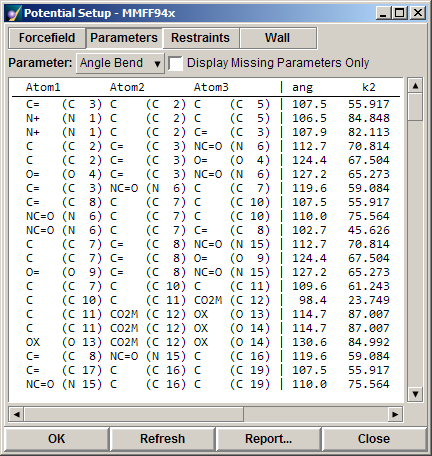 Potential Setup - MMFF94x
Forcefield Parameters Restraints Wall
Parameter: Angle Bend Display Missing Parameters Only
Atom1 Atom2 Atom3 | ang k2
C= (C 3) C (C 2) C (C 5) | 107.5 55.917
N+ (N 1) C (C 2) C (C 5) | 106.5 84.848
N+ (N 1) C (C 2) C= (C 3) | 107.9 82.113
C (C 2) C= (C 3) NC=O (N 6) | 112.7 70.814
C (C 2) C= (C 3) O= (O 4) | 124.4 67.504
O= (O 4) C= (C 3) NC=O (N 6) | 127.2 65.273
C= (C 3) NC=O (N 6) C (C 7) | 119.6 59.084
C= (C 8) C (C 7) C (C 10) | 107.5 55.917
NC=O (N 6) C (C 7) C (C 10) | 110.0 75.564
NC=O (N 6) C (C 7) C= (C 8) | 102.7 45.626
C (C 7) C= (C 8) NC=O (N 15) | 112.7 70.814
C (C 7) C= (C 8) O= (O 9) | 124.4 67.504
O= (O 9) C= (C 8) NC=O (N 15) | 127.2 65.273
C (C 7) C (C 10) C (C 11) | 109.6 61.243
C (C 10) C (C 11) CO2M (C 12) | 98.4 23.749
C (C 11) CO2M (C 12) OX (O 13) | 114.7 87.007
C (C 11) CO2M (C 12) OX (O 14) | 114.7 87.007
OX (O 13) CO2M (C 12) OX (O 14) | 130.6 84.992
C= (C 8) NC=O (N 15) C (C 16) | 119.6 59.084
C= (C 17) C (C 16) C (C 19) | 107.5 55.917
NC=O (N 15) C (C 16) C (C 19) | 110.0 75.564
OK Refresh Report... Close